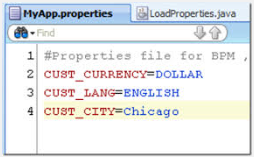 MyApp.properties LoadProperties.java
Find
1 #Properties file for BPM ,
2 CUST_CURRENCY=DOLLAR
3 CUST_LANG=ENGLISH
4 CUST_CITY=Chicago